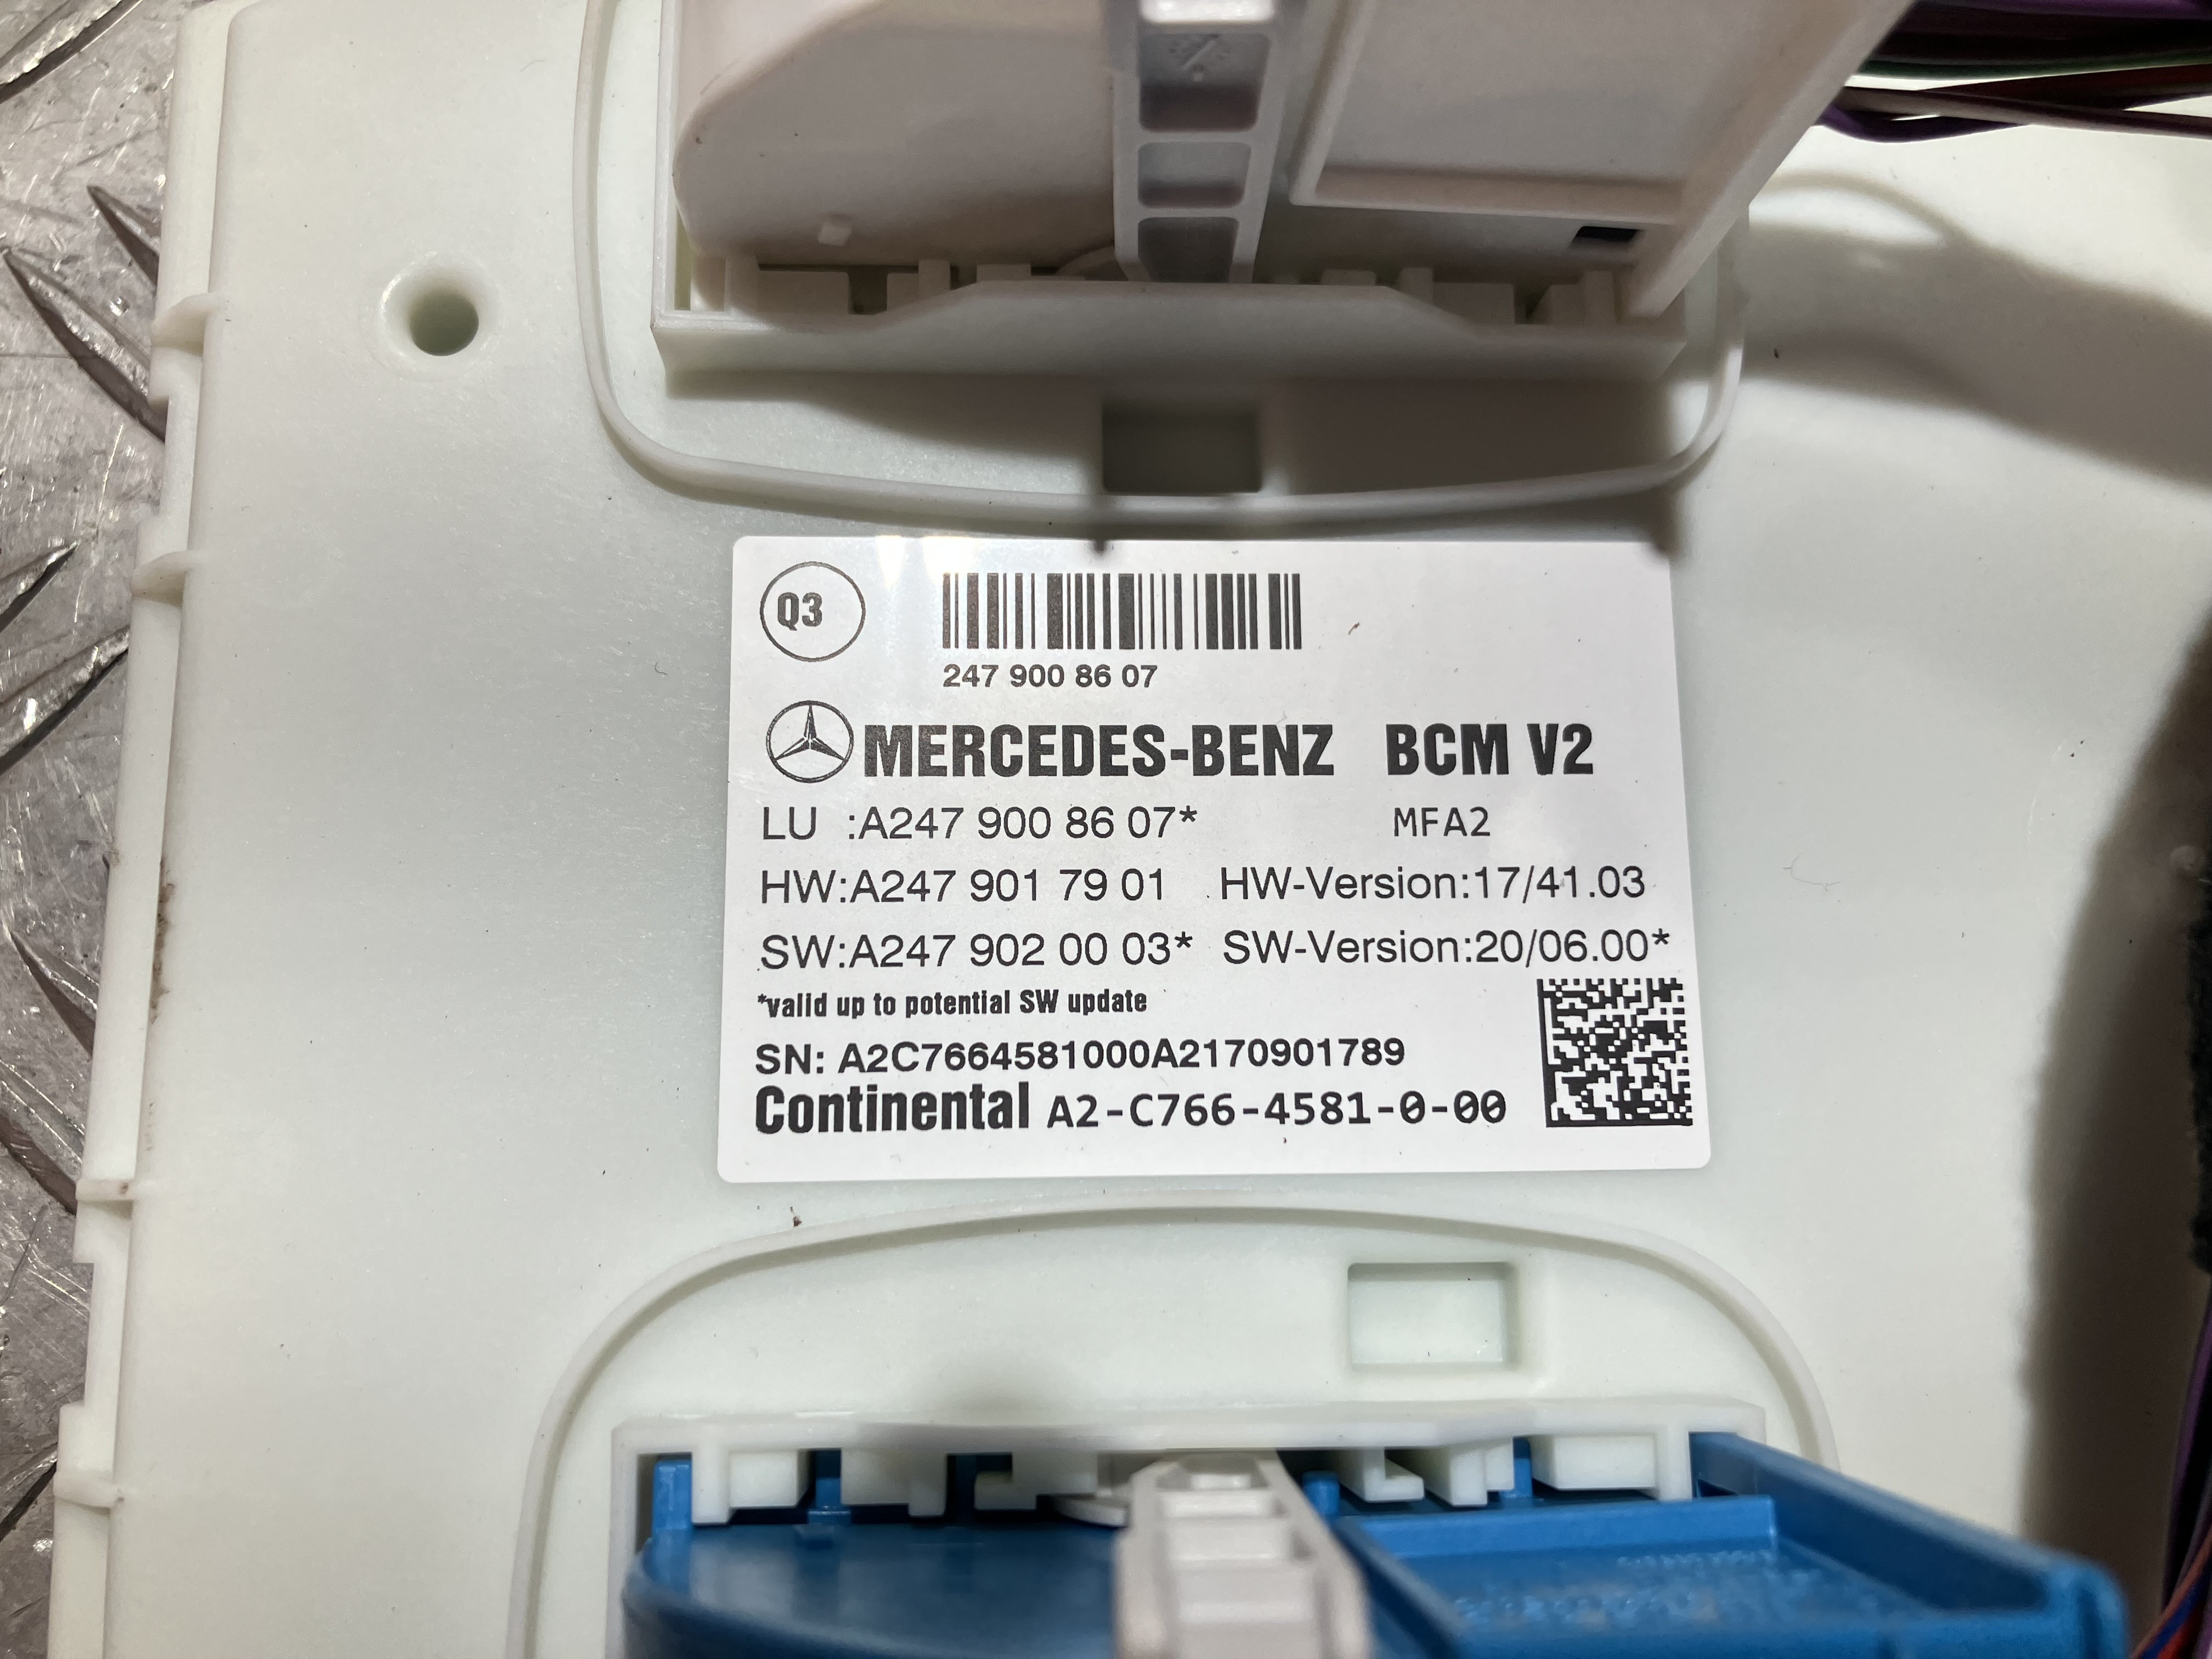 Q3
247 900 86 07
MERCEDES-BENZ BCM V2
LU :A247 900 86 07* MFA2
HW:A247 901 79 01 HW-Version:17/41.03
SW:A247 902 00 03* SW-Version:20/06.00*
*valid up to potential SW update
SN: A2C7664581000A2170901789
Continental A2-C766-4581-0-00